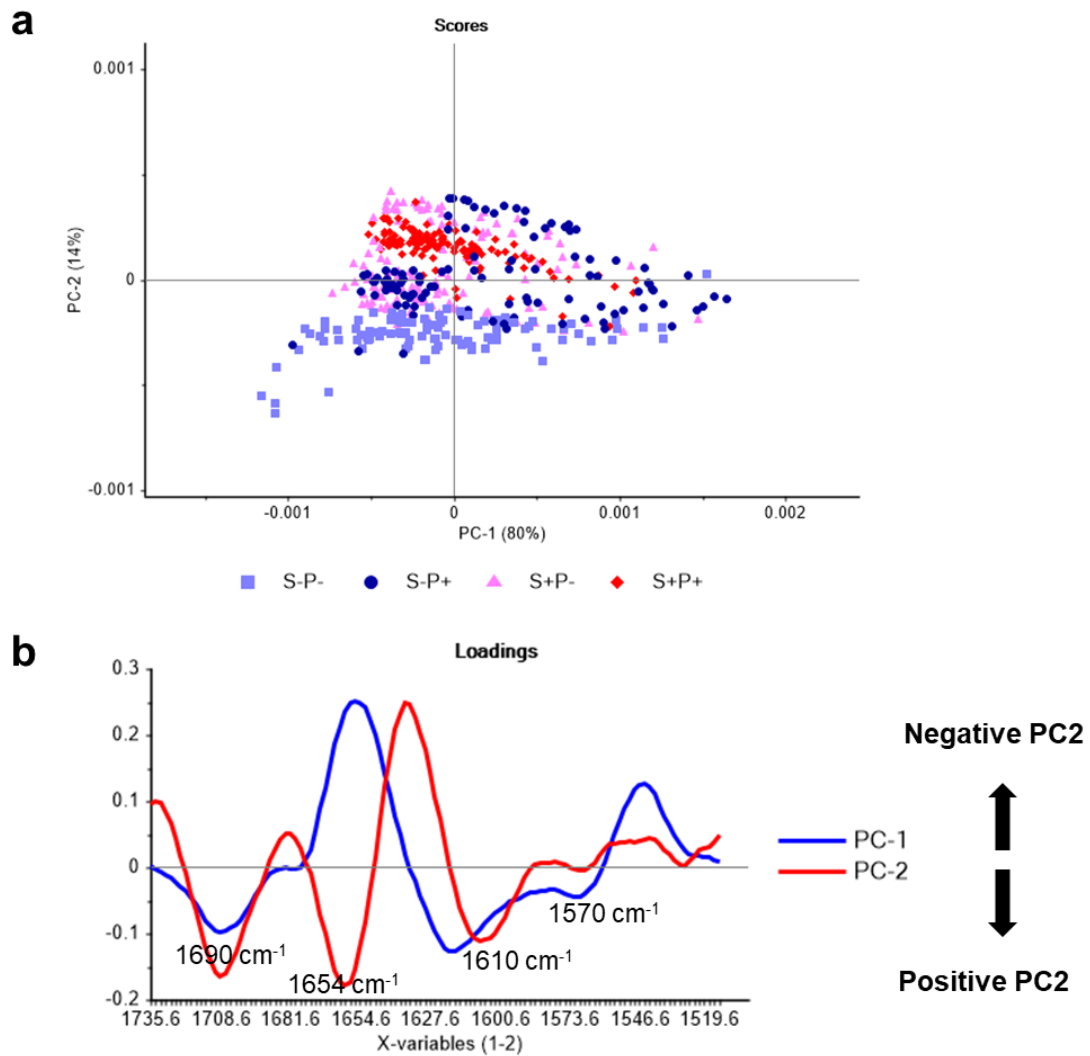 a
Scores
0.001
0
-0.001
PC-2 (14%)
-0.001
0
0.001
0.002
PC-1 (80%)
S-P-
S-P+
S+P-
S+P+
b
Loadings
0.3
0.2
0.1
0
-0.1
-0.2
1690 cm-1
1654 cm-1
1610 cm-1
1570 cm-1
1735.6 1708.6 1681.6 1654.6 1627.6 1600.6 1573.6 1546.6 1519.6
X-variables (1-2)
PC-1
PC-2
Negative PC2
Positive PC2